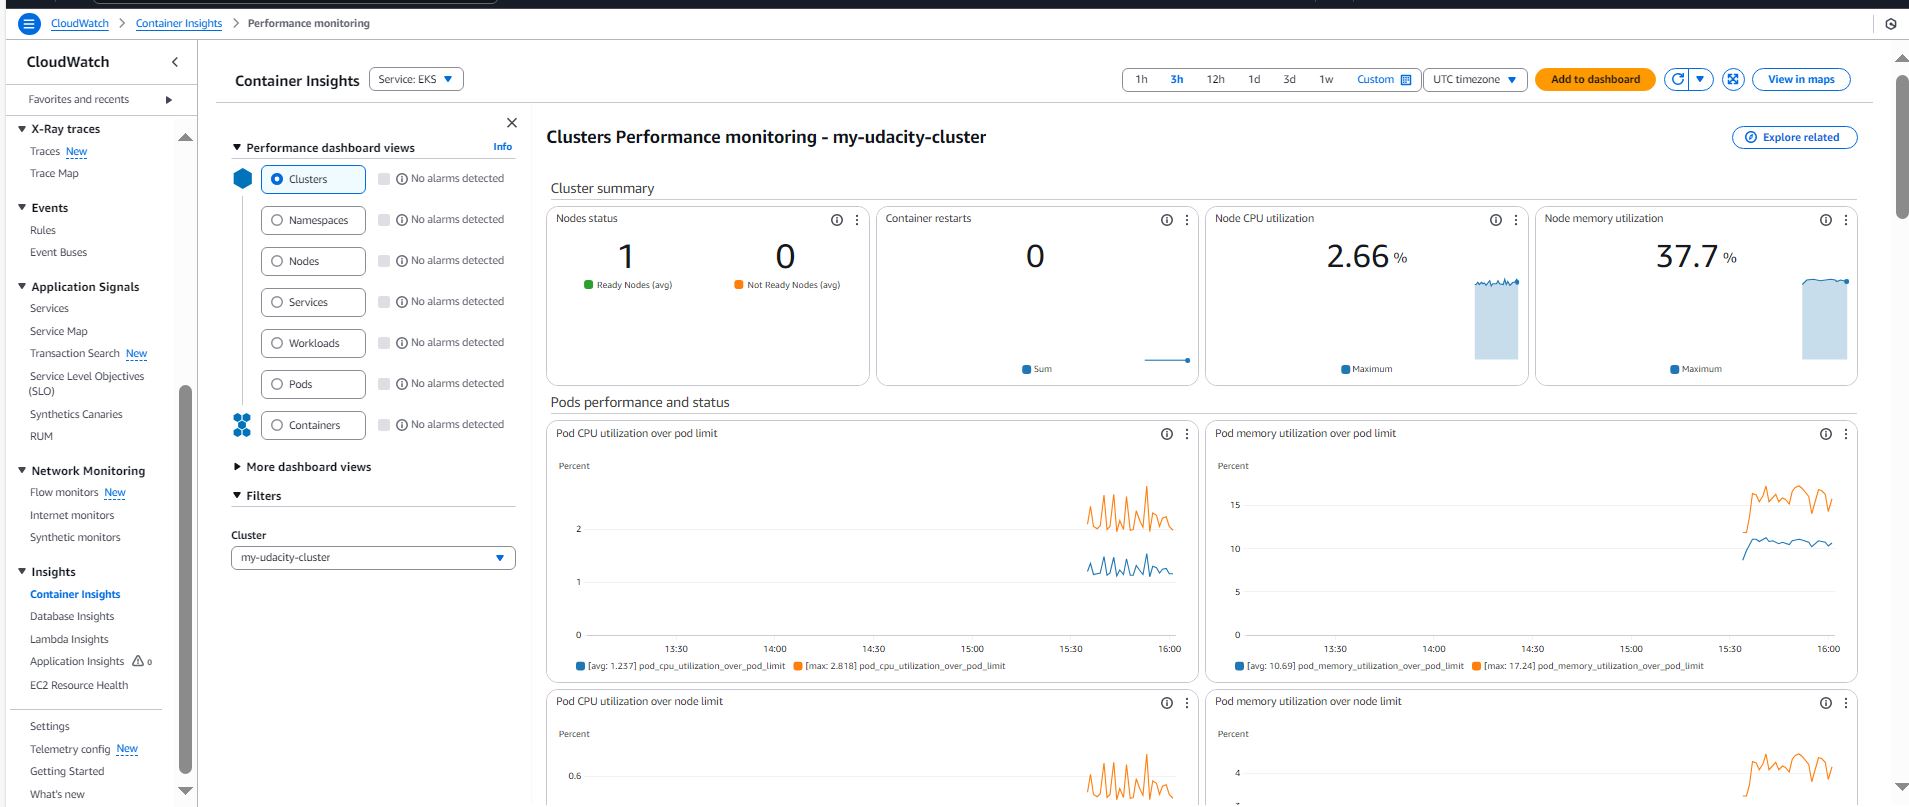 CloudWatch > Container Insights > Performance monitoring
CloudWatch
Favorites and recents
X-Ray traces
Traces New
Trace Map
Events
Rules
Event Buses
Application Signals
Services
Service Map
Transaction Search New
Service Level Objectives
(SLO)
Synthetics Canaries
RUM
Network Monitoring
Flow monitors New
Internet monitors
Synthetic monitors
Insights
Container Insights
Database Insights
Lambda Insights
Application Insights 0
EC2 Resource Health
Settings
Telemetry config New
Getting Started
What's new
Container Insights Service: EKS
1h 3h 12h 1d 3d 1w Custom UTC timezone Add to dashboard View in maps
Performance dashboard views Info
Clusters No alarms detected
Namespaces No alarms detected
Nodes No alarms detected
Services No alarms detected
Workloads No alarms detected
Pods No alarms detected
Containers No alarms detected
More dashboard views
Filters
Cluster
my-udacity-cluster
Clusters Performance monitoring - my-udacity-cluster
Explore related
Cluster summary
Nodes status
1 0
Ready Nodes (avg) Not Ready Nodes (avg)
Container restarts
0
Sum
Node CPU utilization
2.66 %
Maximum
Node memory utilization
37.7 %
Maximum
Pods performance and status
Pod CPU utilization over pod limit
Percent
2
1
0
13:30 14:00 14:30 15:00 15:30 16:00
[avg: 1.237] pod_cpu_utilization_over_pod_limit [max: 2.818] pod_cpu_utilization_over_pod_limit
Pod memory utilization over pod limit
Percent
15
10
5
0
13:30 14:00 14:30 15:00 15:30 16:00
[avg: 10.69] pod_memory_utilization_over_pod_limit [max: 17.24] pod_memory_utilization_over_pod_limit
Pod CPU utilization over node limit
Percent
0.6
Pod memory utilization over node limit
Percent
4